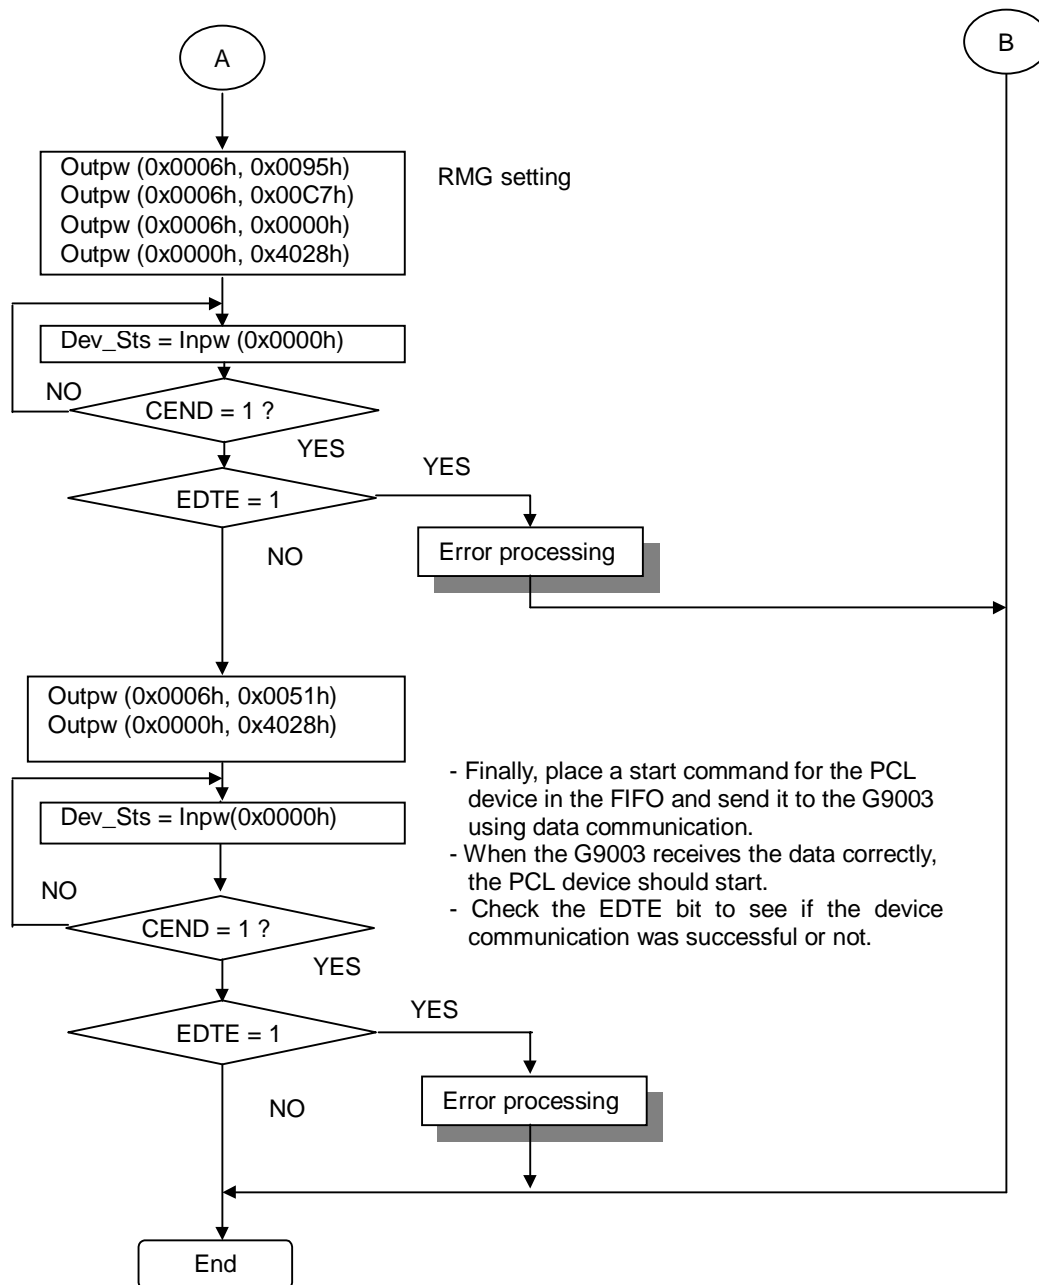 A
B
Outpw (0x0006h, 0x0095h)
Outpw (0x0006h, 0x00C7h)
Outpw (0x0006h, 0x0000h)
Outpw (0x0000h, 0x4028h)
RMG setting
Dev_Sts = Inpw (0x0000h)
NO
CEND = 1 ?
YES
YES
EDTE = 1
NO
Error processing
Outpw (0x0006h, 0x0051h)
Outpw (0x0000h, 0x4028h)
- Finally, place a start command for the PCL
device in the FIFO and send it to the G9003
using data communication.
- When the G9003 receives the data correctly,
the PCL device should start.
- Check the EDTE bit to see if the device
communication was successful or not.
Dev_Sts = Inpw(0x0000h)
NO
CEND = 1 ?
YES
YES
EDTE = 1
NO
Error processing
End